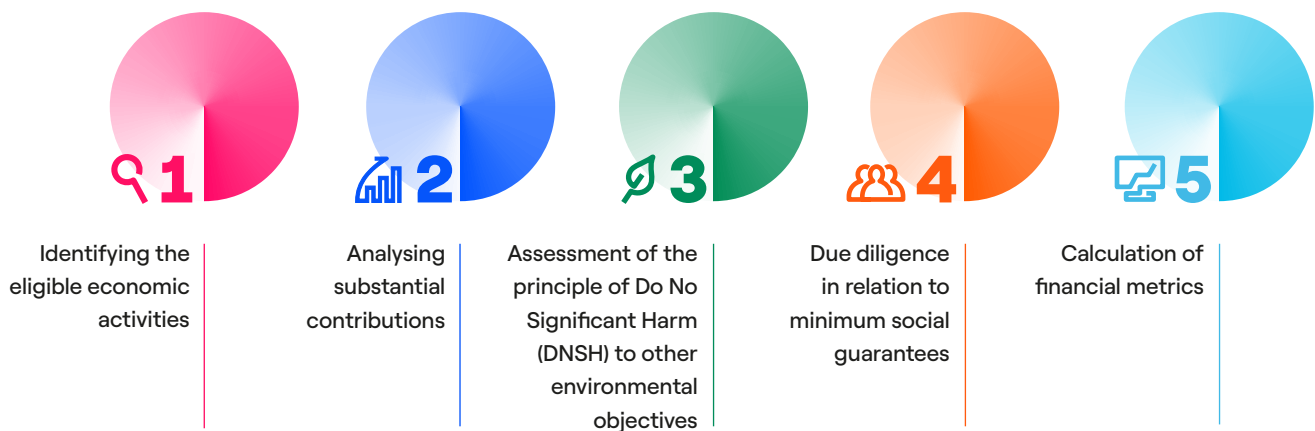 1
Identifying the
eligible economic
activities
2
Analysing
substantial
contributions
3
Assessment of the
principle of Do No
Significant Harm
(DNSH) to other
environmental
objectives
4
Due diligence
in relation to
minimum social
guarantees
5
Calculation of
financial metrics